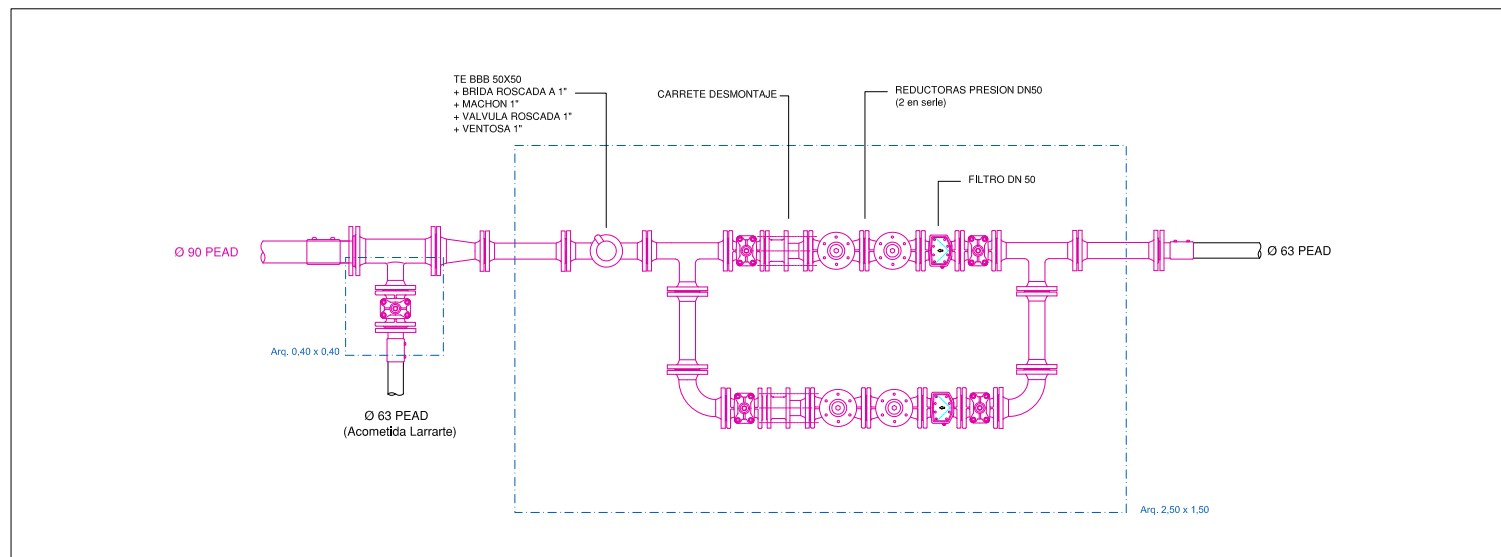 TE BBB 50X50
+ BRIDA ROSCADA A 1"
+ MACHON 1"
+ VALVULA ROSCADA 1"
+ VENTOSA 1"
CARRETE DESMONTAJE
REDUCTORAS PRESION DN50
(2 en serie)
FILTRO DN 50
Ø 90 PEAD
Ø 63 PEAD
Arq. 0,40 x 0,40
Ø 63 PEAD
(Acometida Larrarte)
Arq. 2,50 x 1,50